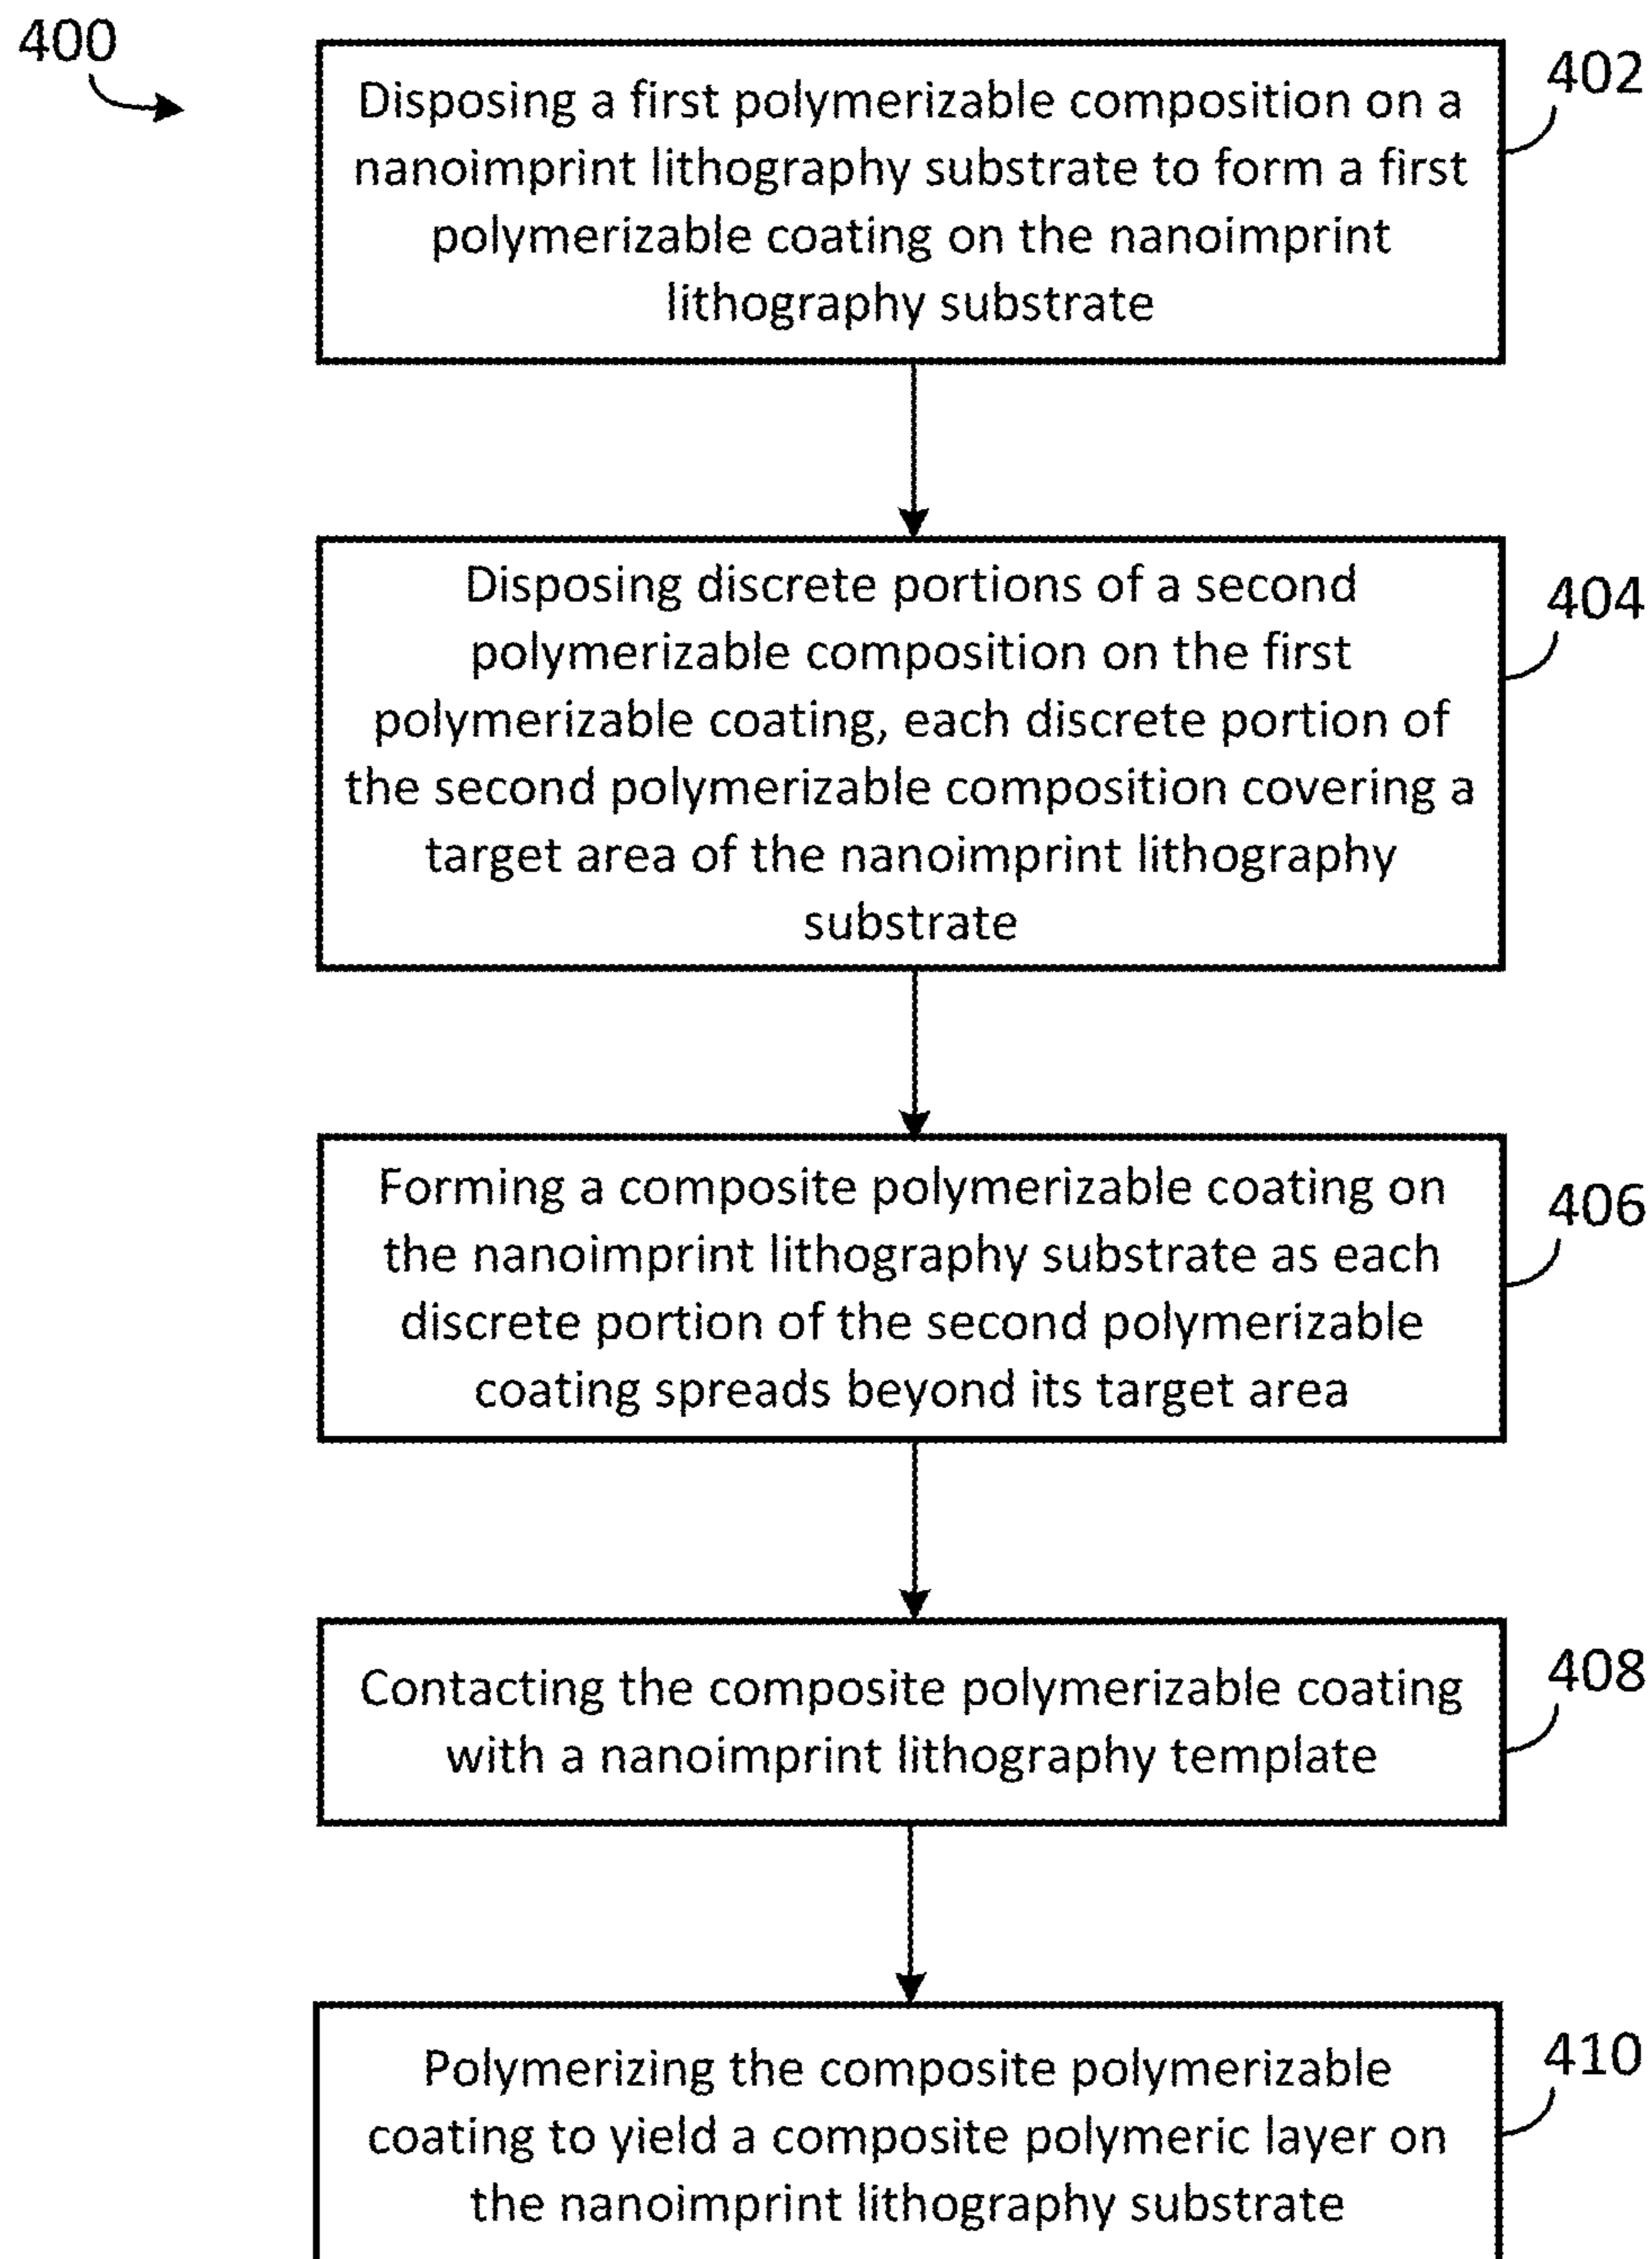 400
402
Disposing a first polymerizable composition on a
nanoimprint lithography substrate to form a first
polymerizable coating on the nanoimprint
lithography substrate
404
Disposing discrete portions of a second
polymerizable composition on the first
polymerizable coating, each discrete portion of
the second polymerizable composition covering a
target area of the nanoimprint lithography
substrate
406
Forming a composite polymerizable coating on
the nanoimprint lithography substrate as each
discrete portion of the second polymerizable
coating spreads beyond its target area
408
Contacting the composite polymerizable coating
with a nanoimprint lithography template
410
Polymerizing the composite polymerizable
coating to yield a composite polymeric layer on
the nanoimprint lithography substrate